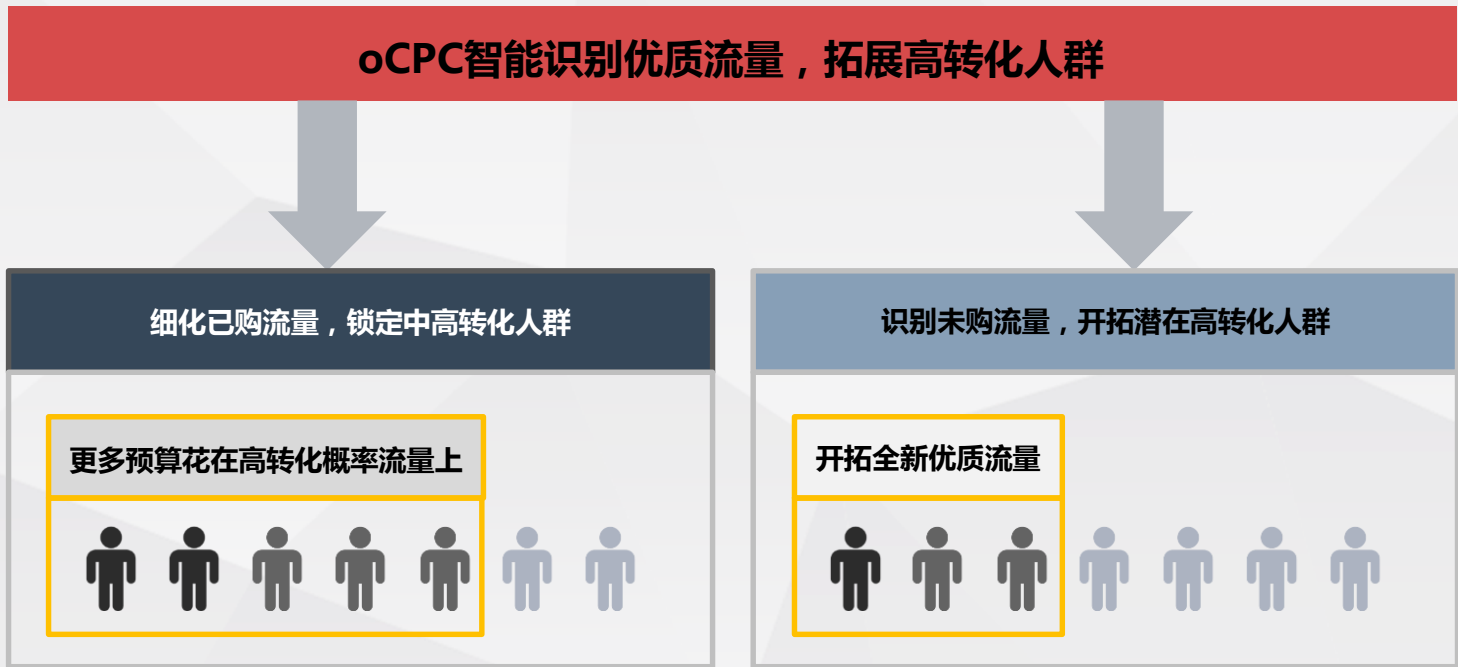 oCPC智能识别优质流量，拓展高转化人群
细化已购流量，锁定中高转化人群
识别未购流量，开拓潜在高转化人群
更多预算花在高转化概率流量上
开拓全新优质流量